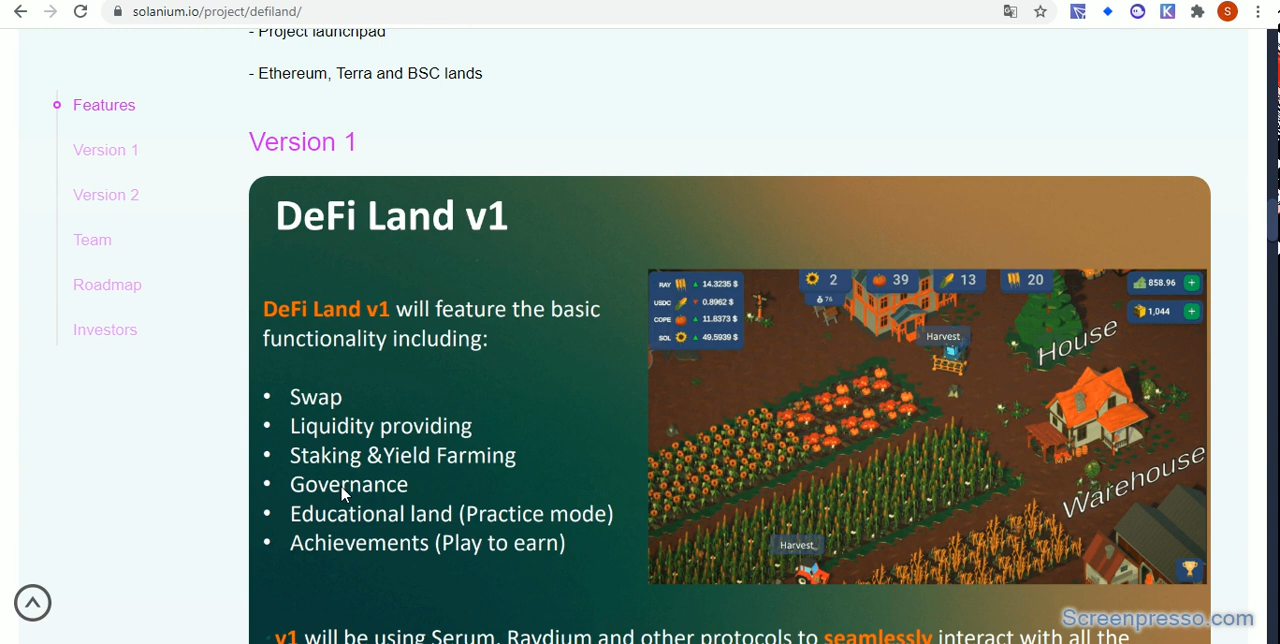 solanium.io/project/defiland/
S
- Project launchpad
- Ethereum, Terra and BSC lands
Features
Version 1
Version 2
Team
Roadmap
Investors
Version 1
DeFi Land v1
DeFi Land v1 will feature the basic
functionality including:
• Swap
• Liquidity providing
• Staking &Yield Farming
• Governance
• Educational land (Practice mode)
• Achievements (Play to earn)
RAY 14.3235 $
USDC 0.8962 $
COPE 11.8373 $
SOL 49.5939 $
2
76
39
13
20
858.96 +
1,044 +
Harvest
House
Warehouse
Harvest
v1 will be using Serum, Raydium and other protocols to seamlessly interact with all the
Screenpresso.com